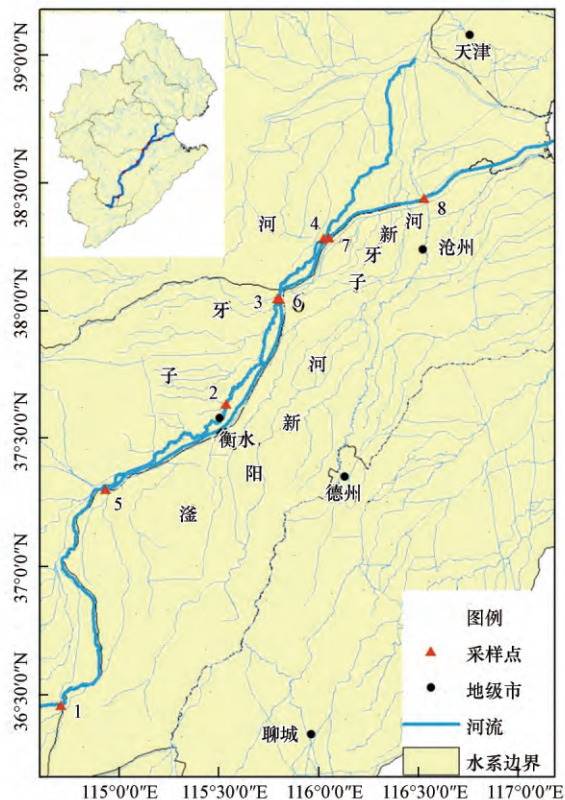 39°0′0″N
38°30′0″N
38°0′0″N
37°30′0″N
37°0′0″N
36°30′0″N
天津
8
沧州
4
7
子牙新河
3
6
子牙河
2
衡水
滏阳新河
德州
5
1
聊城
图例
采样点
地级市
河流
水系边界
115°0′0″E
115°30′0″E
116°0′0″E
116°30′0″E
117°0′0″E